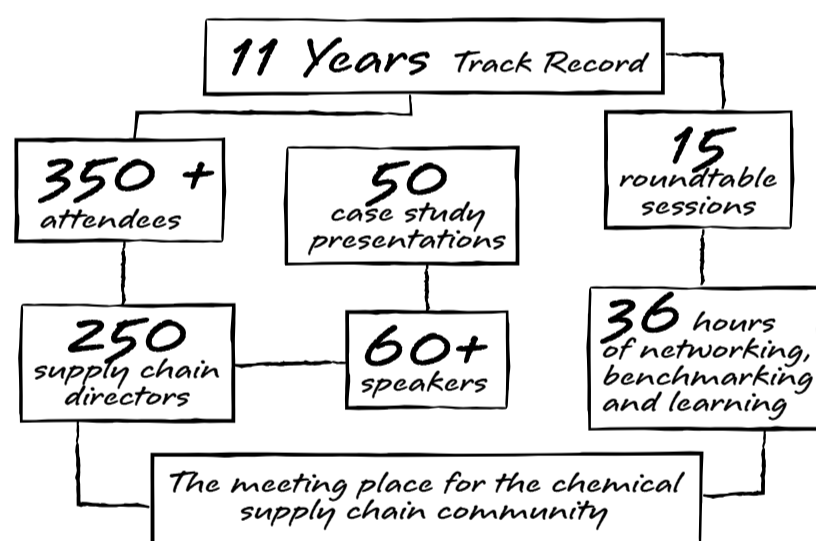 11 Years Track Record
350 +
attendees
50
case study
presentations
15
roundtable
sessions
250
supply chain
directors
60+
speakers
36 hours
of networking,
benchmarking
and learning
The meeting place for the chemical
supply chain community